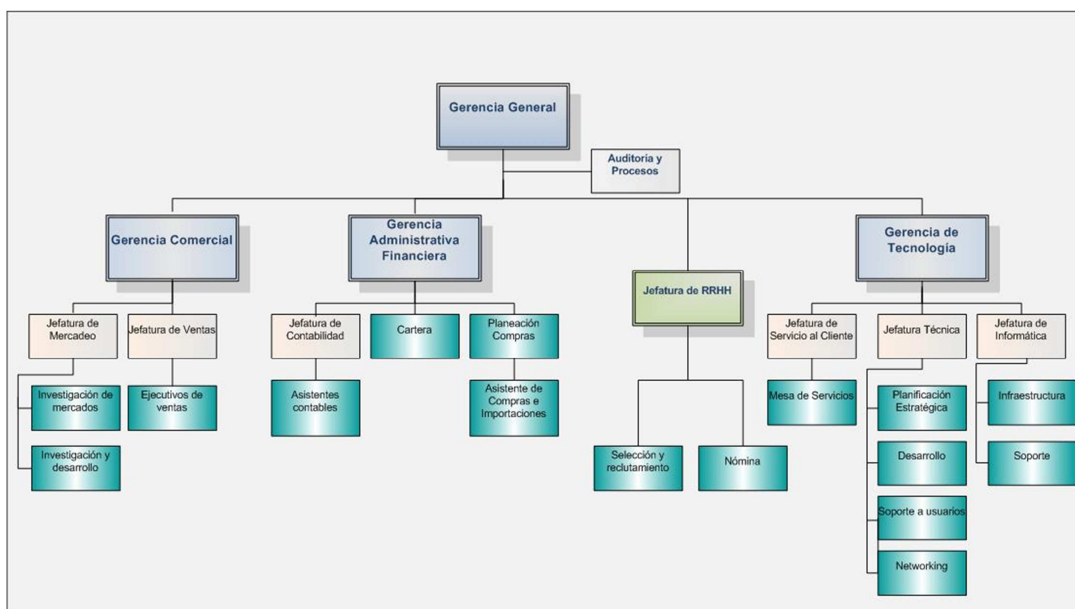 Gerencia General
Auditoria y
Procesos
Gerencia Comercial
Gerencia
Administrativa
Financiera
Jefatura de RRHH
Gerencia de
Tecnología
Jefatura de
Mercadeo
Jefatura de Ventas
Jefatura de
Contabilidad
Cartera
Planeación
Compras
Jefatura de
Servicio al Cliente
Jefatura Técnica
Jefatura de
Informática
Investigación de
mercados
Ejecutivos de
ventas
Asistentes
contables
Asistente de
Compras e
Importaciones
Mesa de Servicios
Planificación
Estratégica
Infraestructura
Investigación y
desarrollo
Selección y
reclutamiento
Nómina
Desarrollo
Soporte
Soporte a usuarios
Networking